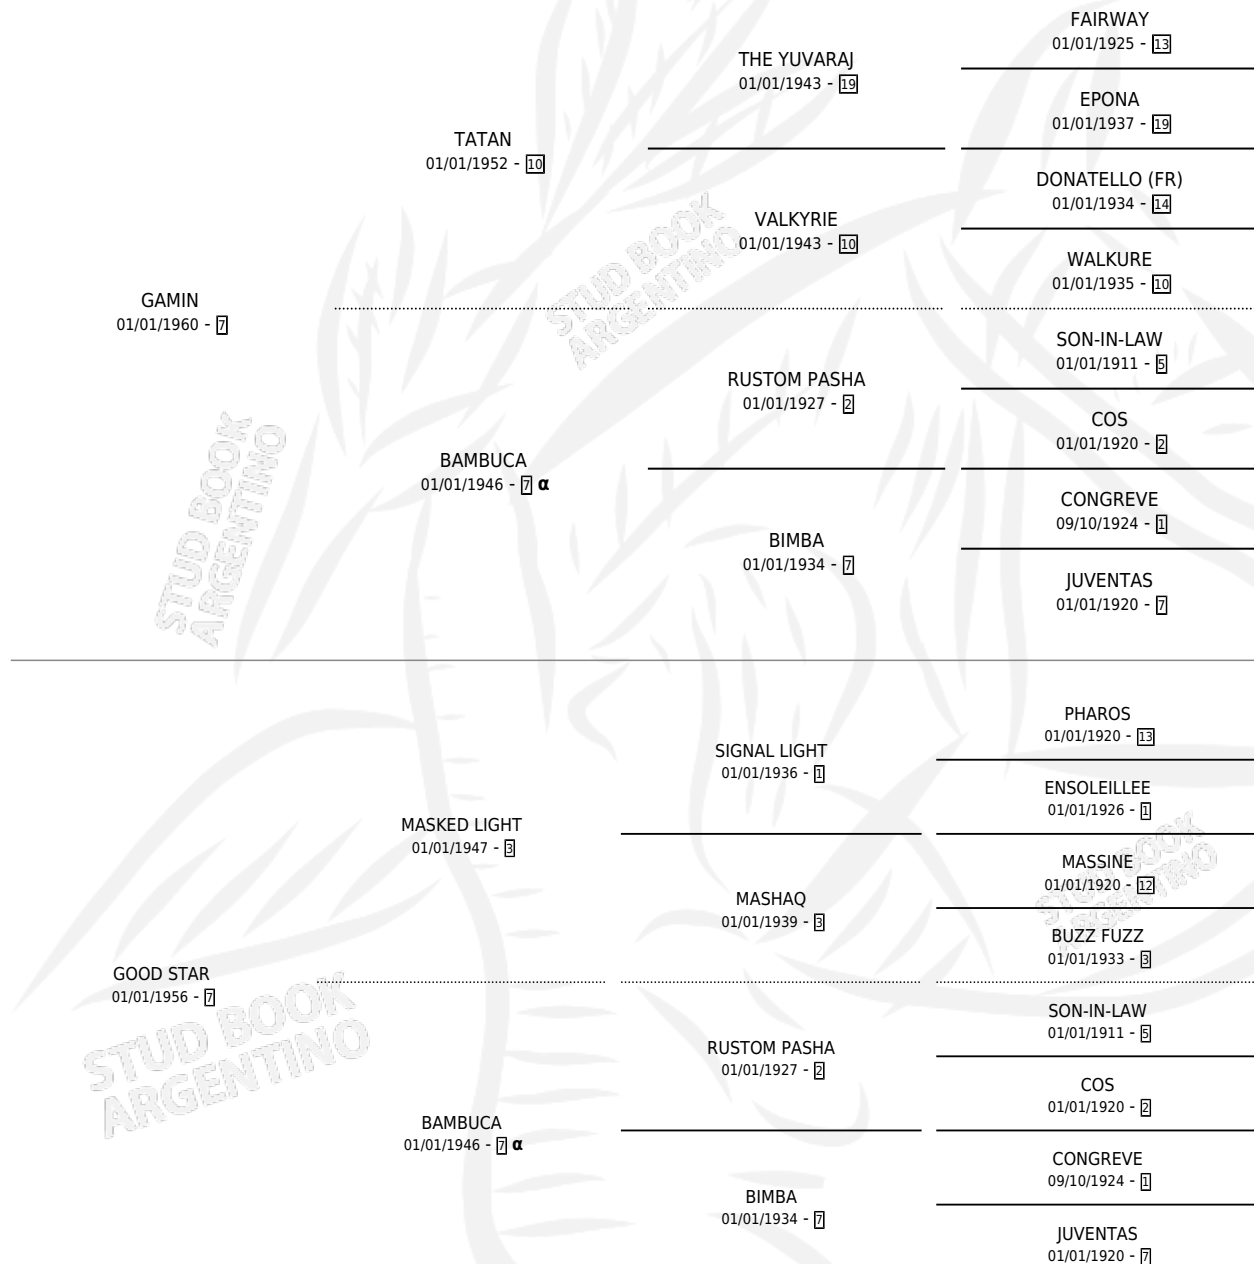 FAIRWAY
01/01/1925 - 13
THE YUVARAJ
01/01/1943 - 19
EPONA
01/01/1937 - 19
TATAN
01/01/1952 - 10
DONATELLO (FR)
01/01/1934 - 14
VALKYRIE
01/01/1943 - 10
WALKURE
01/01/1935 - 10
STUD BOOK
ARGENTINO
GAMIN
01/01/1960 - 7
SON-IN-LAW
01/01/1911 - 5
RUSTOM PASHA
01/01/1927 - 2
COS
01/01/1920 - 2
BAMBUCA
01/01/1946 - 7 α
CONGREVE
09/10/1924 - 1
BIMBA
01/01/1934 - 7
JUVENTAS
01/01/1920 - 7
STUD BOOK
ARGENTINO
PHAROS
01/01/1920 - 13
SIGNAL LIGHT
01/01/1936 - 1
ENSOLEILLEE
01/01/1926 - 1
MASKED LIGHT
01/01/1947 - 3
MASSINE
01/01/1920 - 12
STUD BOOK
ARGENTINO
MASHAQ
01/01/1939 - 3
BUZZ FUZZ
01/01/1933 - 3
GOOD STAR
01/01/1956 - 7
STUD BOOK
ARGENTINO
SON-IN-LAW
01/01/1911 - 5
RUSTOM PASHA
01/01/1927 - 2
COS
01/01/1920 - 2
BAMBUCA
01/01/1946 - 7 α
CONGREVE
09/10/1924 - 1
BIMBA
01/01/1934 - 7
JUVENTAS
01/01/1920 - 7